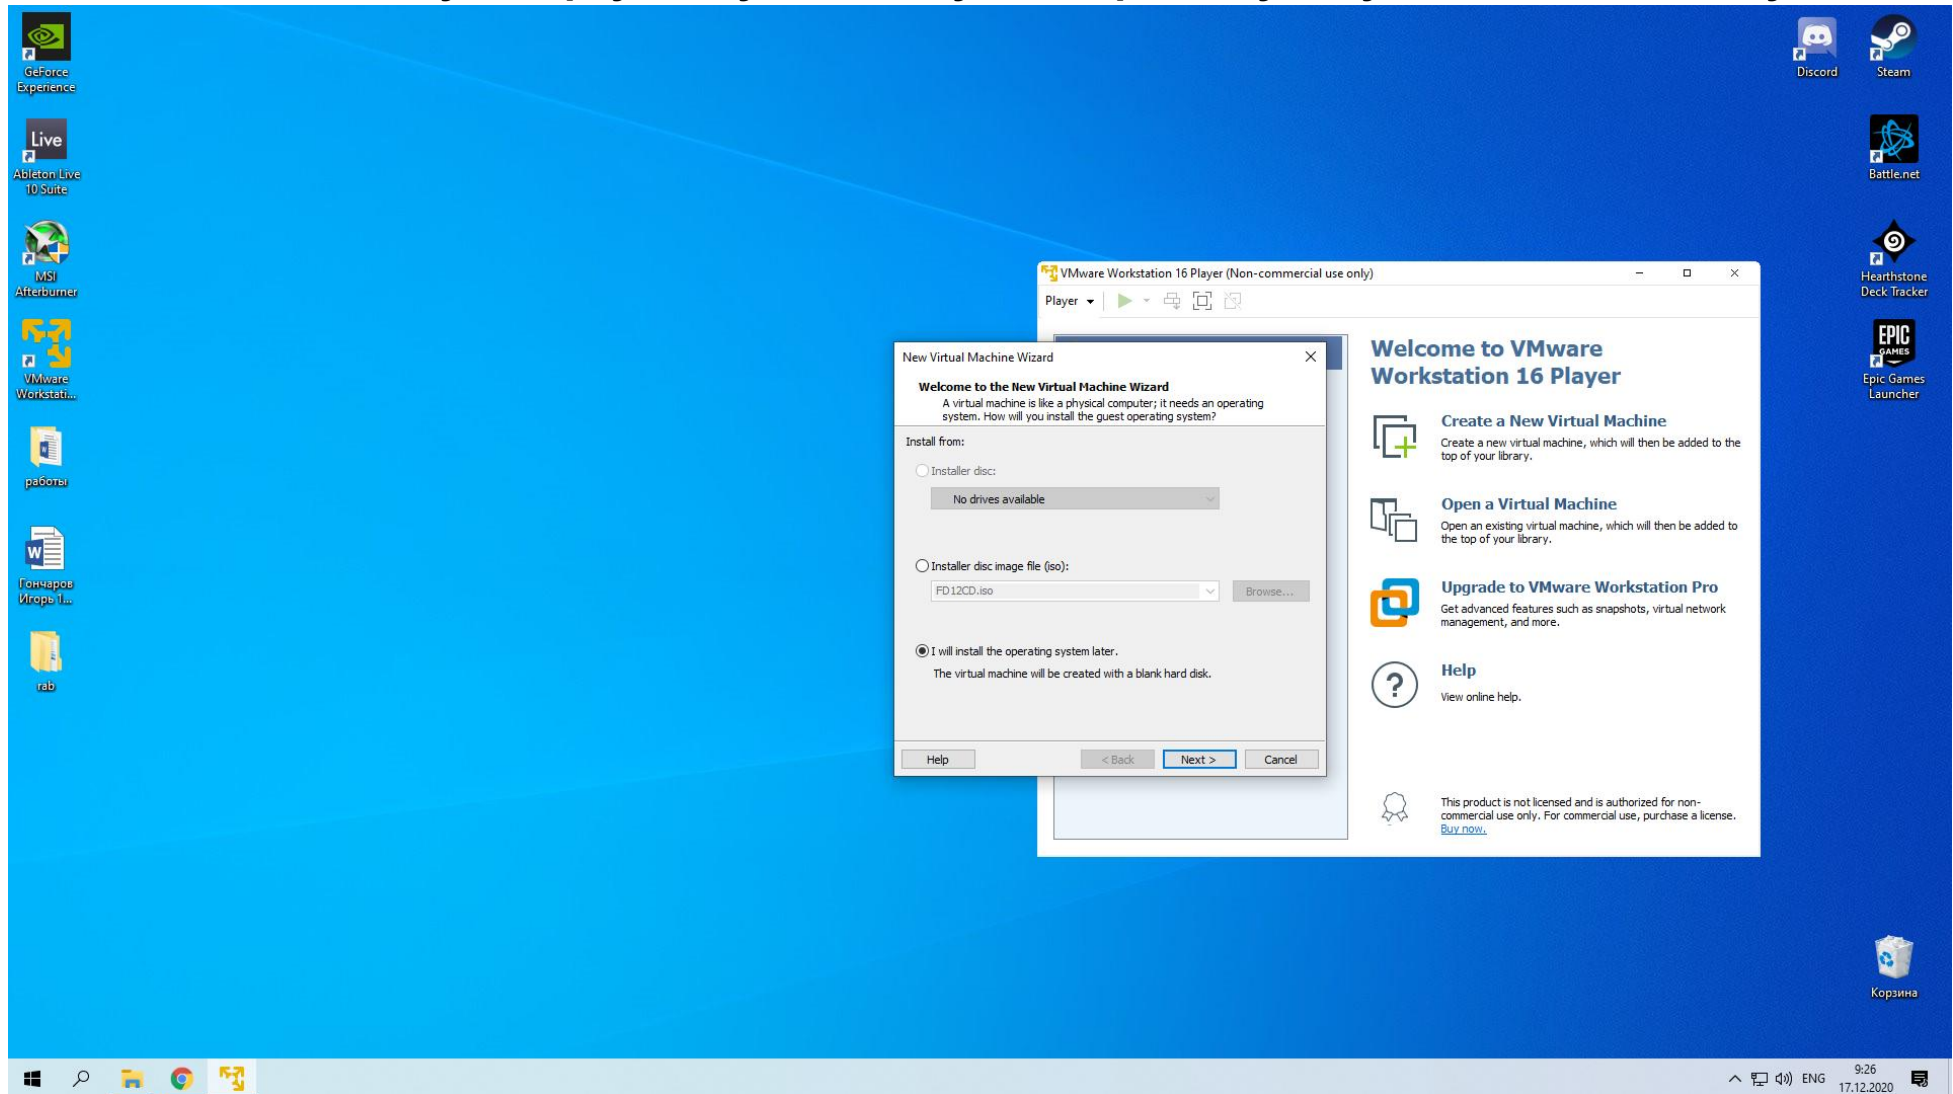 GeForce
Experience
Live
Ableton Live
10 Suite
MSI
Afterburner
VMware
Workstati...
работы
W
Гончаров
Игорь 1...
rab
Discord
Steam
Battle.net
Hearthstone
Deck Tracker
EPIC
GAMES
Epic Games
Launcher
Корзина
VMware Workstation 16 Player (Non-commercial use only)
Player
Welcome to VMware
Workstation 16 Player
Create a New Virtual Machine
Create a new virtual machine, which will then be added to the
top of your library.
Open a Virtual Machine
Open an existing virtual machine, which will then be added to
the top of your library.
Upgrade to VMware Workstation Pro
Get advanced features such as snapshots, virtual network
management, and more.
Help
View online help.
This product is not licensed and is authorized for non-
commercial use only. For commercial use, purchase a license.
Buy now.
New Virtual Machine Wizard
Welcome to the New Virtual Machine Wizard
A virtual machine is like a physical computer; it needs an operating
system. How will you install the guest operating system?
Install from:
Installer disc:
No drives available
Installer disc image file (iso):
FD12CD.iso
Browse...
I will install the operating system later.
The virtual machine will be created with a blank hard disk.
Help
< Back
Next >
Cancel
ENG
9:26
17.12.2020